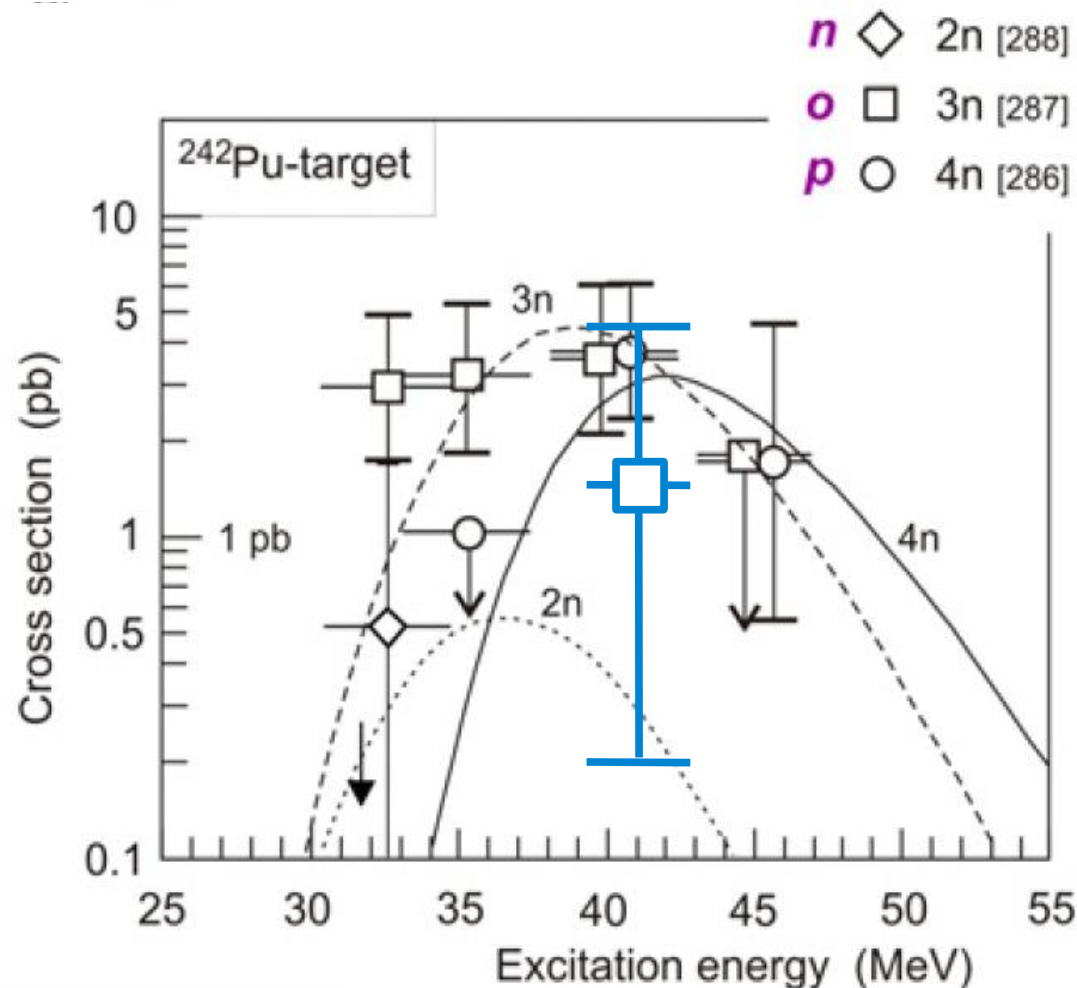 n 2n [288]
o 3n [287]
p 4n [286]
²⁴²Pu-target
10
5
1
0.5
0.1
1 pb
3n
2n
4n
Cross section (pb)
25 30 35 40 45 50 55
Excitation energy (MeV)